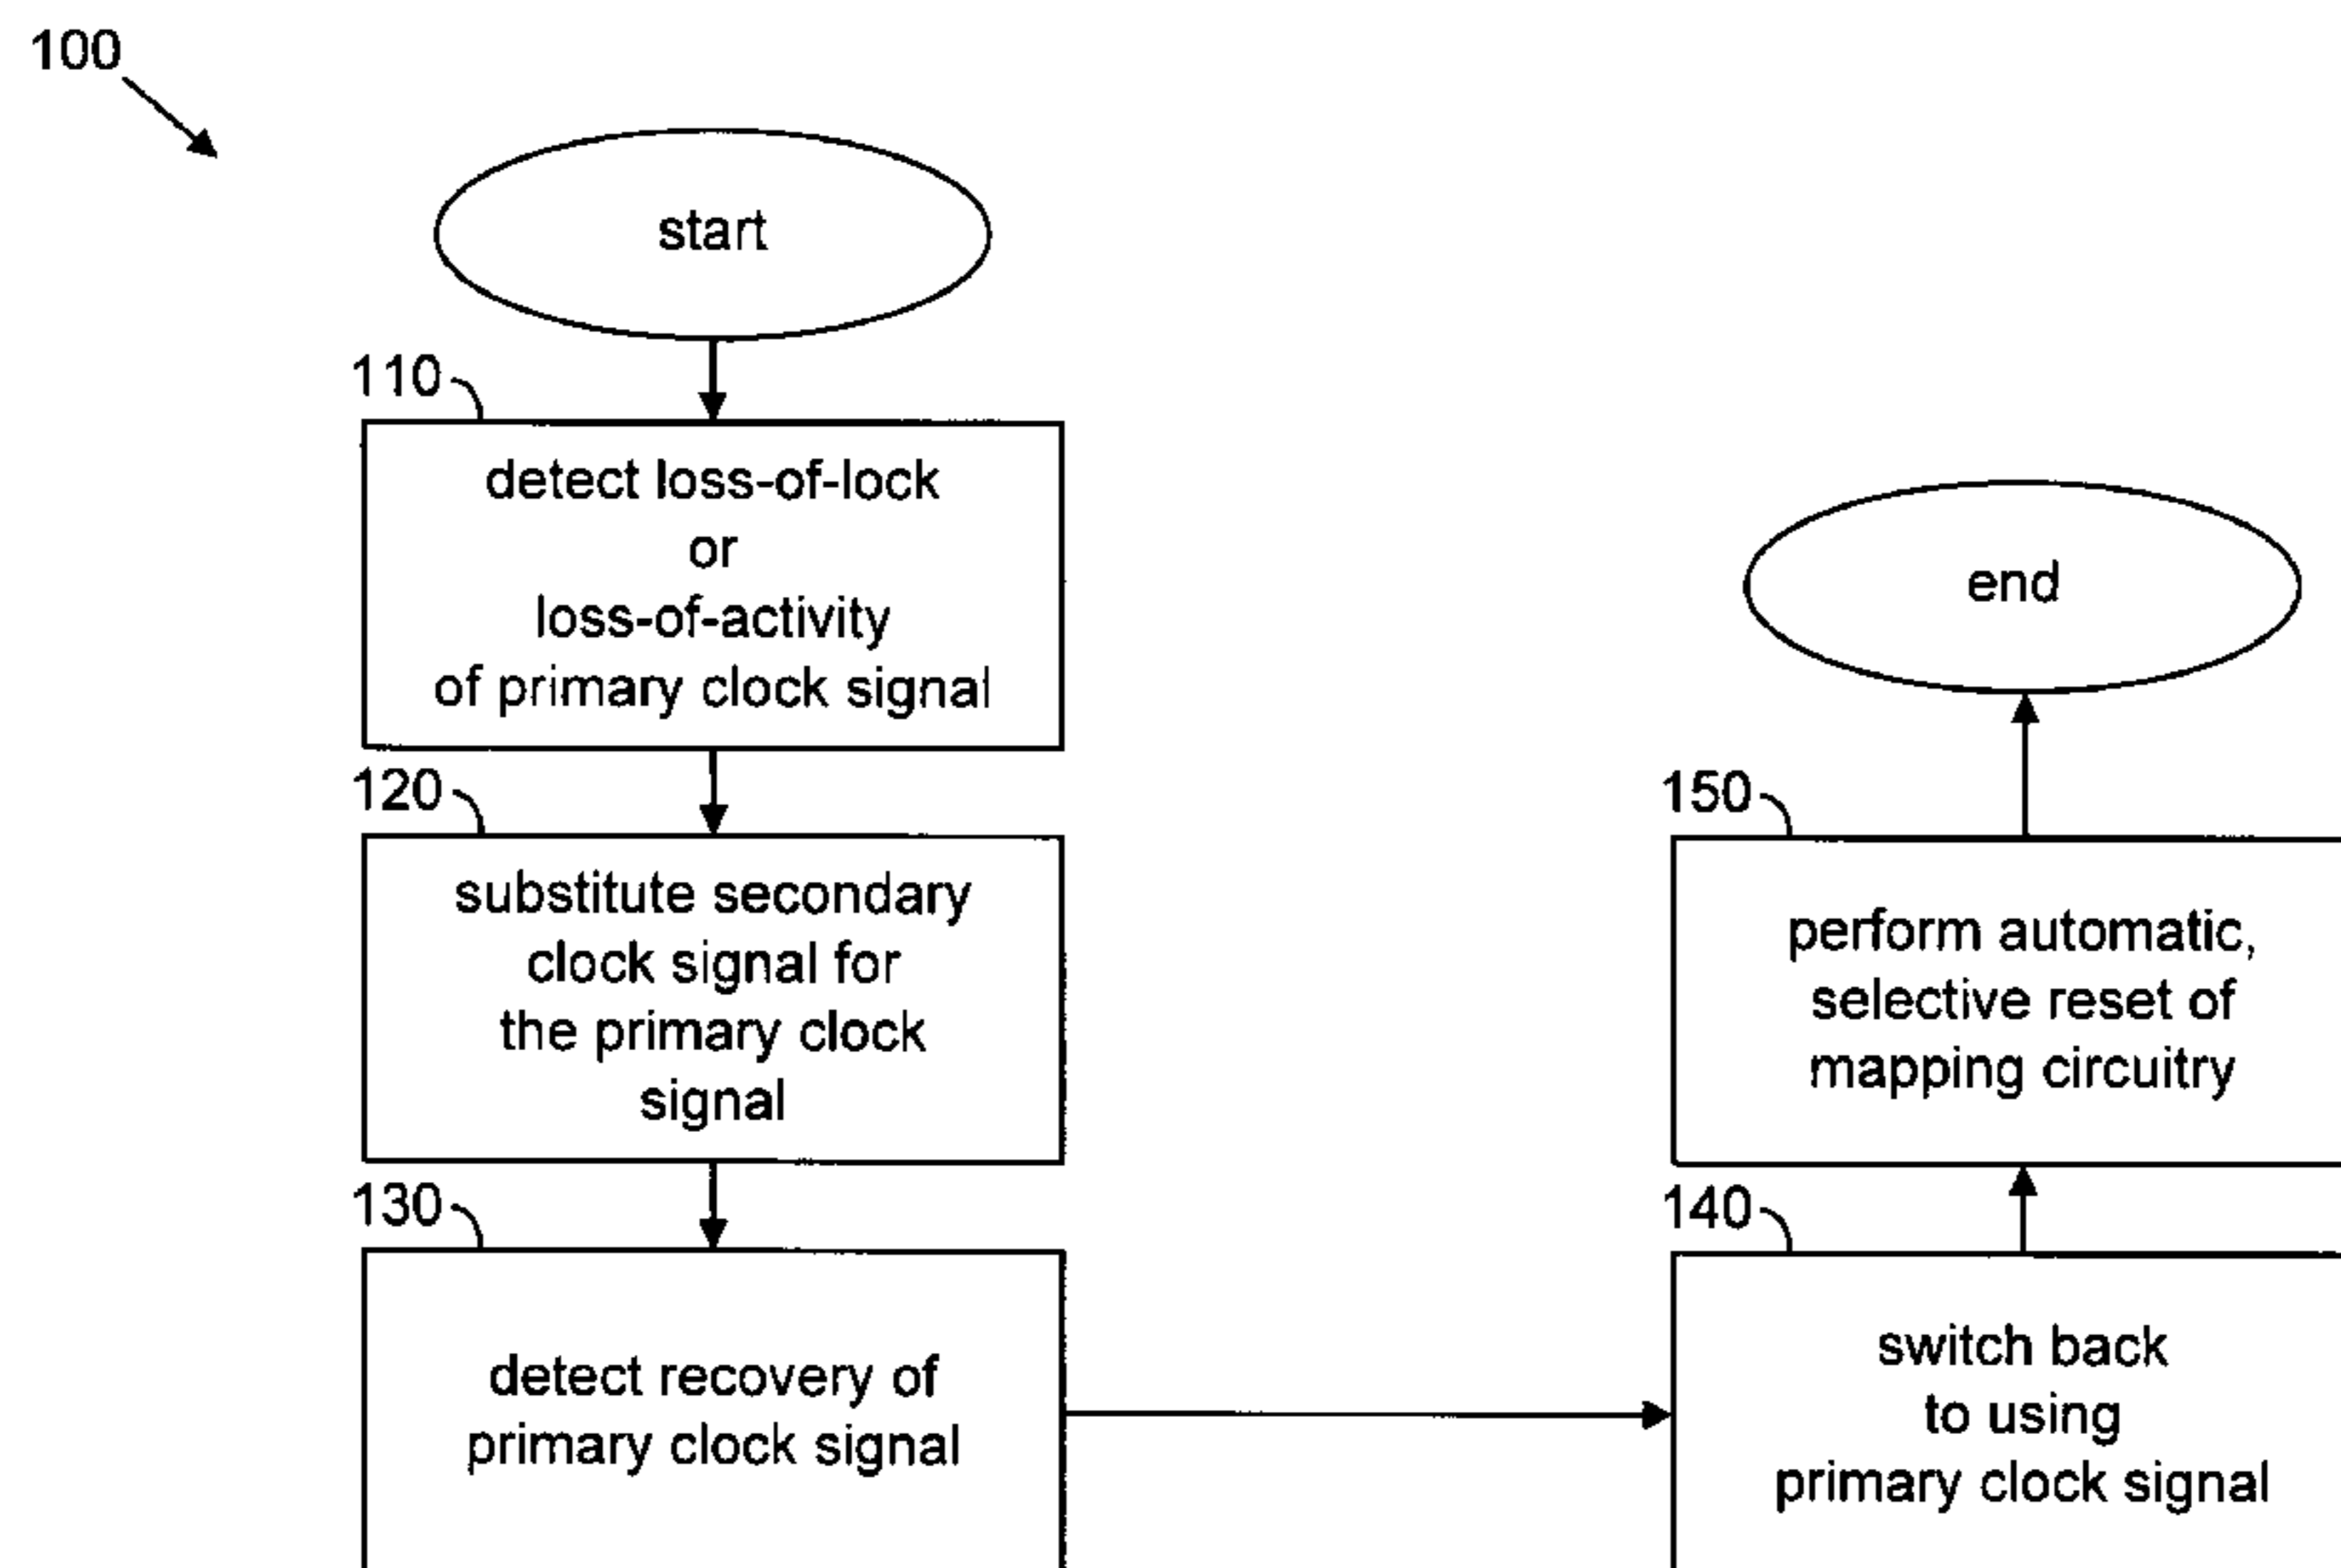 100
start
110
detect loss-of-lock
or
loss-of-activity
of primary clock signal
120
substitute secondary
clock signal for
the primary clock
signal
130
detect recovery of
primary clock signal
140
switch back
to using
primary clock signal
150
perform automatic,
selective reset of
mapping circuitry
end